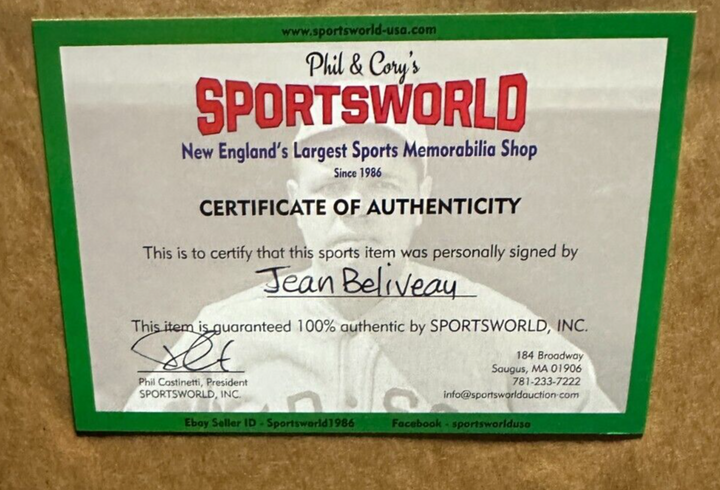 www.sportsworld-usa.com
Phil & Cory's
SPORTSWORLD
New England's Largest Sports Memorabilia Shop
Since 1986
CERTIFICATE OF AUTHENTICITY
This is to certify that this sports item was personally signed by
Jean Beliveau
This item is guaranteed 100% authentic by SPORTSWORLD, INC.
Phil Castinetti, President
SPORTSWORLD, INC.
184 Broadway
Saugus, MA 01906
781-233-7222
info@sportsworldauction.com
Ebay Seller ID - Sportsworld1986
Facebook - sportsworldusa